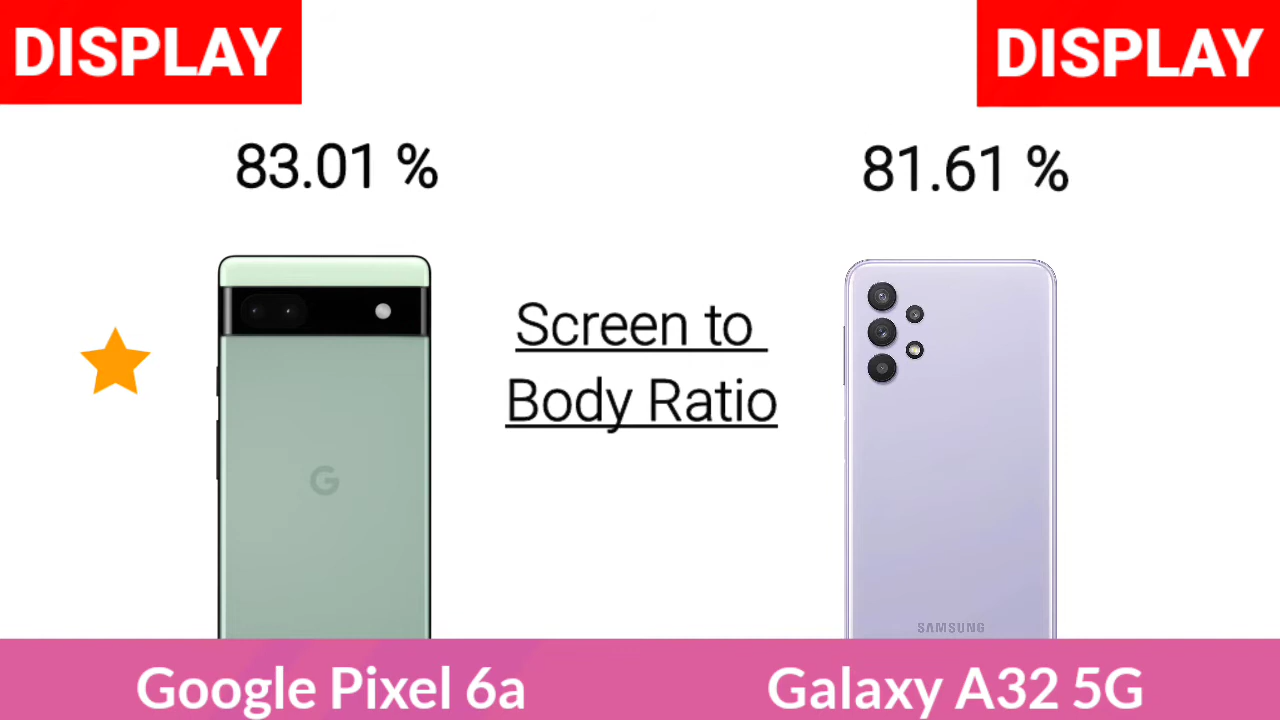 DISPLAY
DISPLAY
83.01 %
81.61 %
Screen to
Body Ratio
G
SAMSUNG
Google Pixel 6a
Galaxy A32 5G